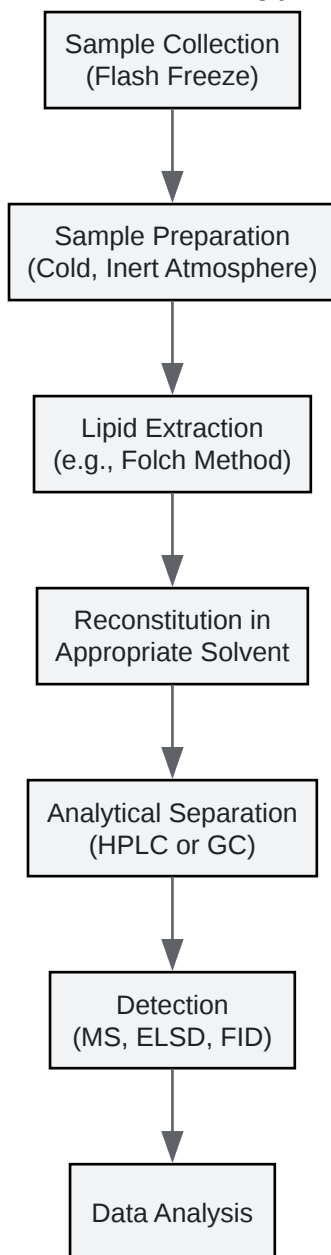 Sample Collection
(Flash Freeze)
Sample Preparation
(Cold, Inert Atmosphere)
Lipid Extraction
(e.g., Folch Method)
Reconstitution in
Appropriate Solvent
Analytical Separation
(HPLC or GC)
Detection
(MS, ELSD, FID)
Data Analysis